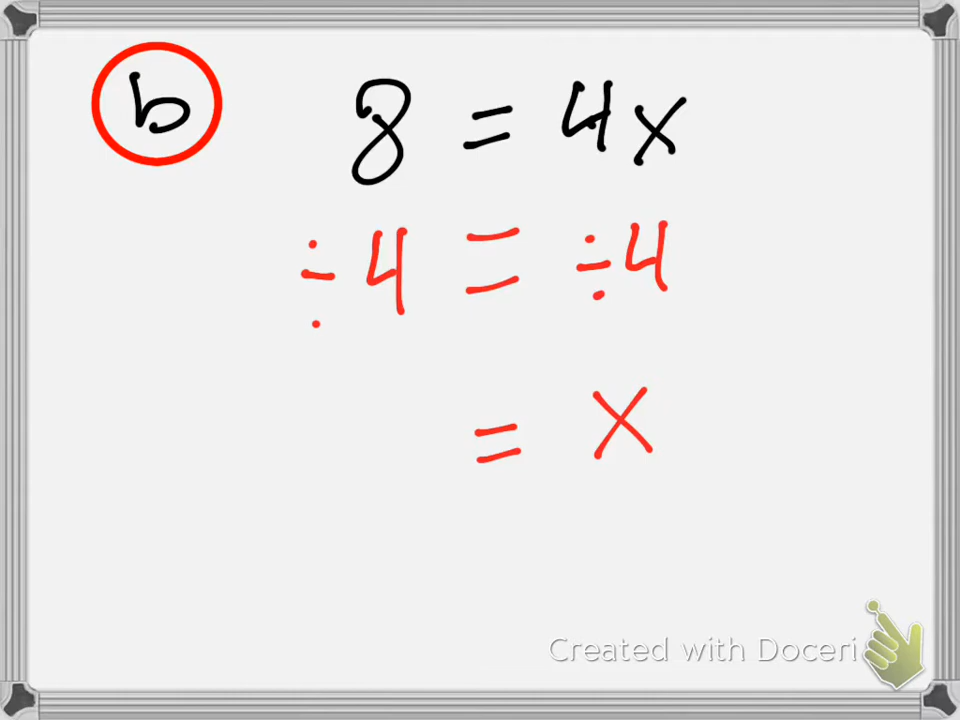 b 8 = 4x
÷4 = ÷4
= x
Created with Doceri